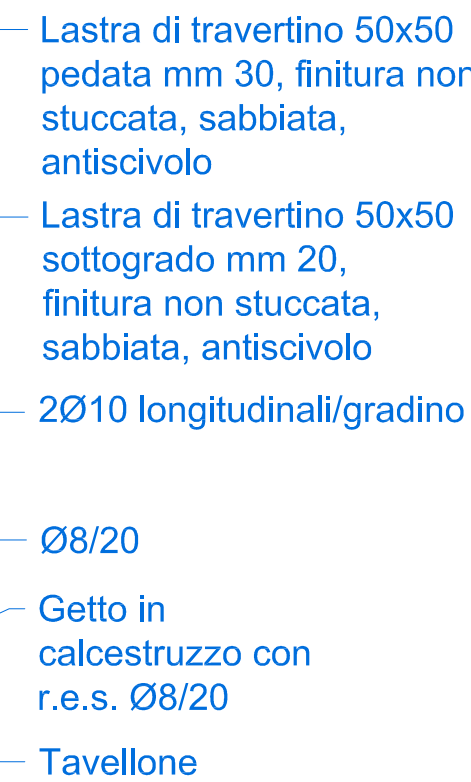 Lastra di travertino 50x50
pedata mm 30, finitura non
stuccata, sabbiata,
antiscivolo
Lastra di travertino 50x50
sottogrado mm 20,
finitura non stuccata,
sabbiata, antiscivolo
2Ø10 longitudinali/gradino
Ø8/20
Getto in
calcestruzzo con
r.e.s. Ø8/20
Tavellone